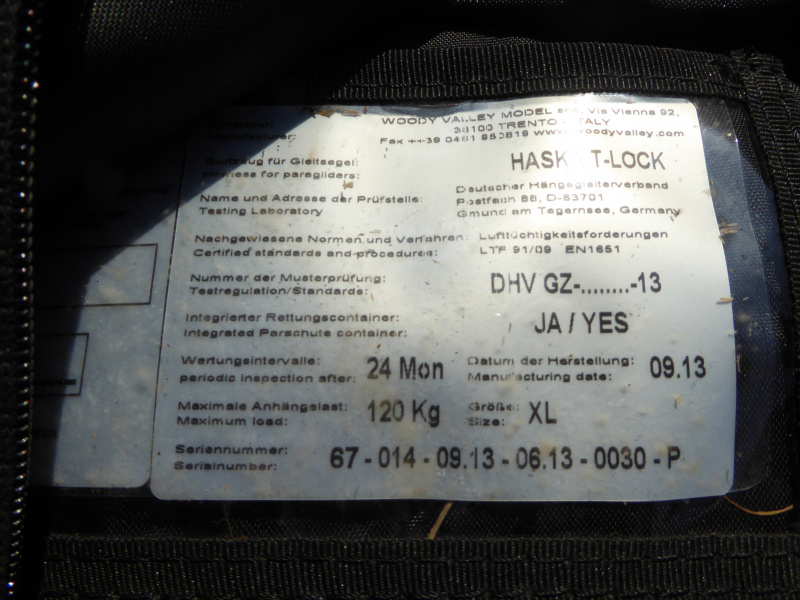 WOODY VALLEY MODEL Via Vienna 92,
38100 TRENTO ITALY
Fax ++39 0461 950819 www.woodyvalley.com
Gurtzeug für Gleitsegel:
Harness for paragliders:
T-LOCK
Name und Adresse der Prüfstelle:
Testing Laboratory
Deutscher Hängegleiterverband
Postfach 88, D-83701
Gmund am Tegernsee, Germany
Nachgewiesene Normen und Verfahren:
Certified standards and procedures:
Lufttüchtigkeitsforderungen
LTF 91/09 EN1651
Nummer der Musterprüfung:
Testregulation/Standards:
DHV GZ-........-13
Integrierter Rettungscontainer:
Integrated Parachute container:
JA / YES
Wartungsintervalle:
periodic inspection after:
24 Mon
Datum der Herstellung:
Manufacturing date:
09.13
Maximale Anhängslast:
Maximum load:
120 Kg
Größe:
Size:
XL
Seriennummer:
Serialnumber:
67 - 014 - 09.13 - 06.13 - 0030 - P